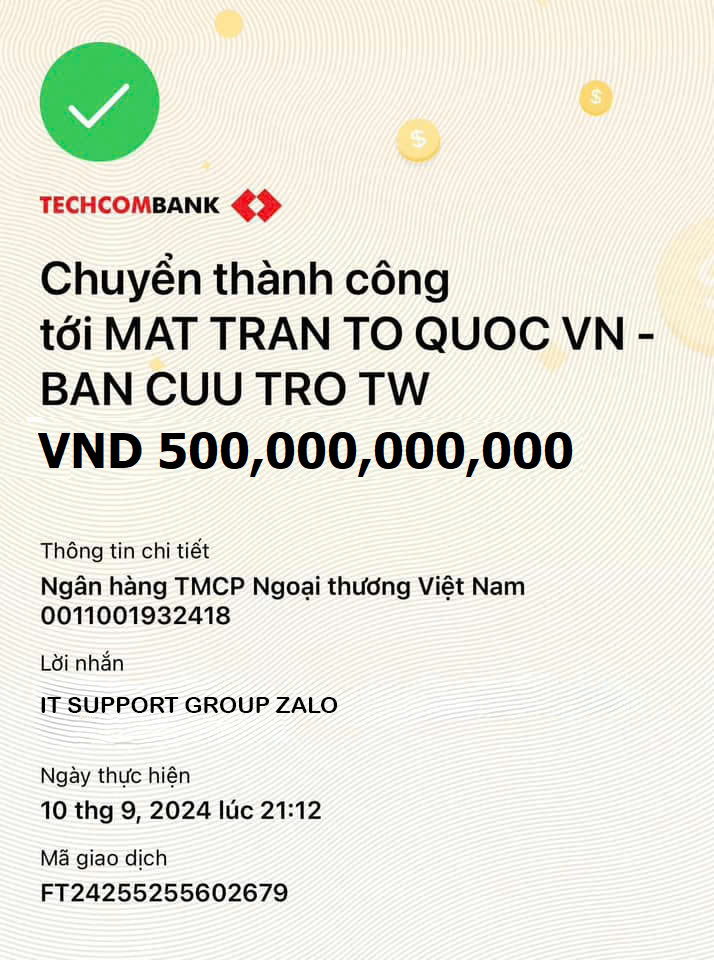 TECHCOMBANK
Chuyển thành công
tới MAT TRAN TO QUOC VN -
BAN CUU TRO TW
VND 500,000,000,000
Thông tin chi tiết
Ngân hàng TMCP Ngoại thương Việt Nam
0011001932418
Lời nhắn
IT SUPPORT GROUP ZALO
Ngày thực hiện
10 thg 9, 2024 lúc 21:12
Mã giao dịch
FT24255255602679